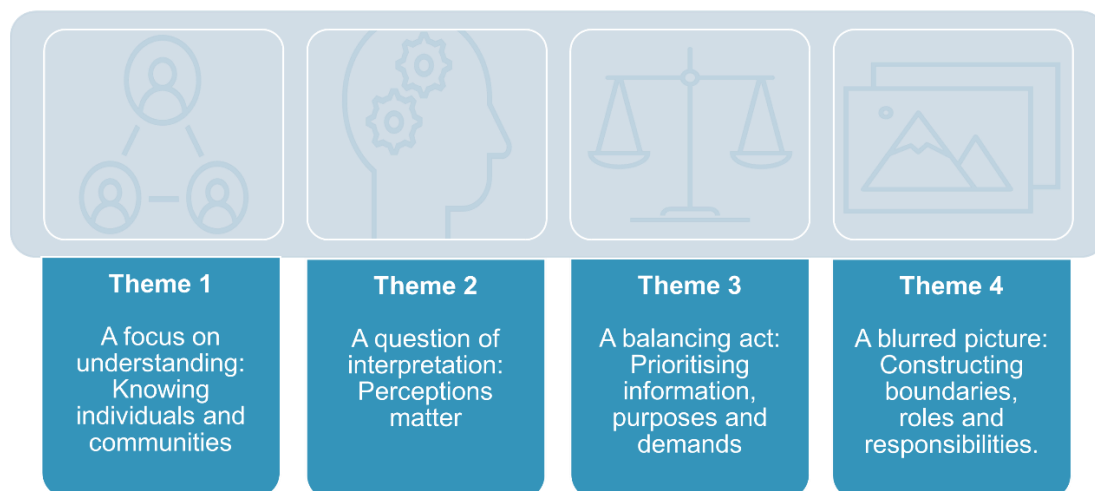 Theme 1
A focus on
understanding:
Knowing
individuals and
communities
Theme 2
A question of
interpretation:
Perceptions
matter
Theme 3
A balancing act:
Prioritising
information,
purposes and
demands
Theme 4
A blurred picture:
Constructing
boundaries,
roles and
responsibilities.